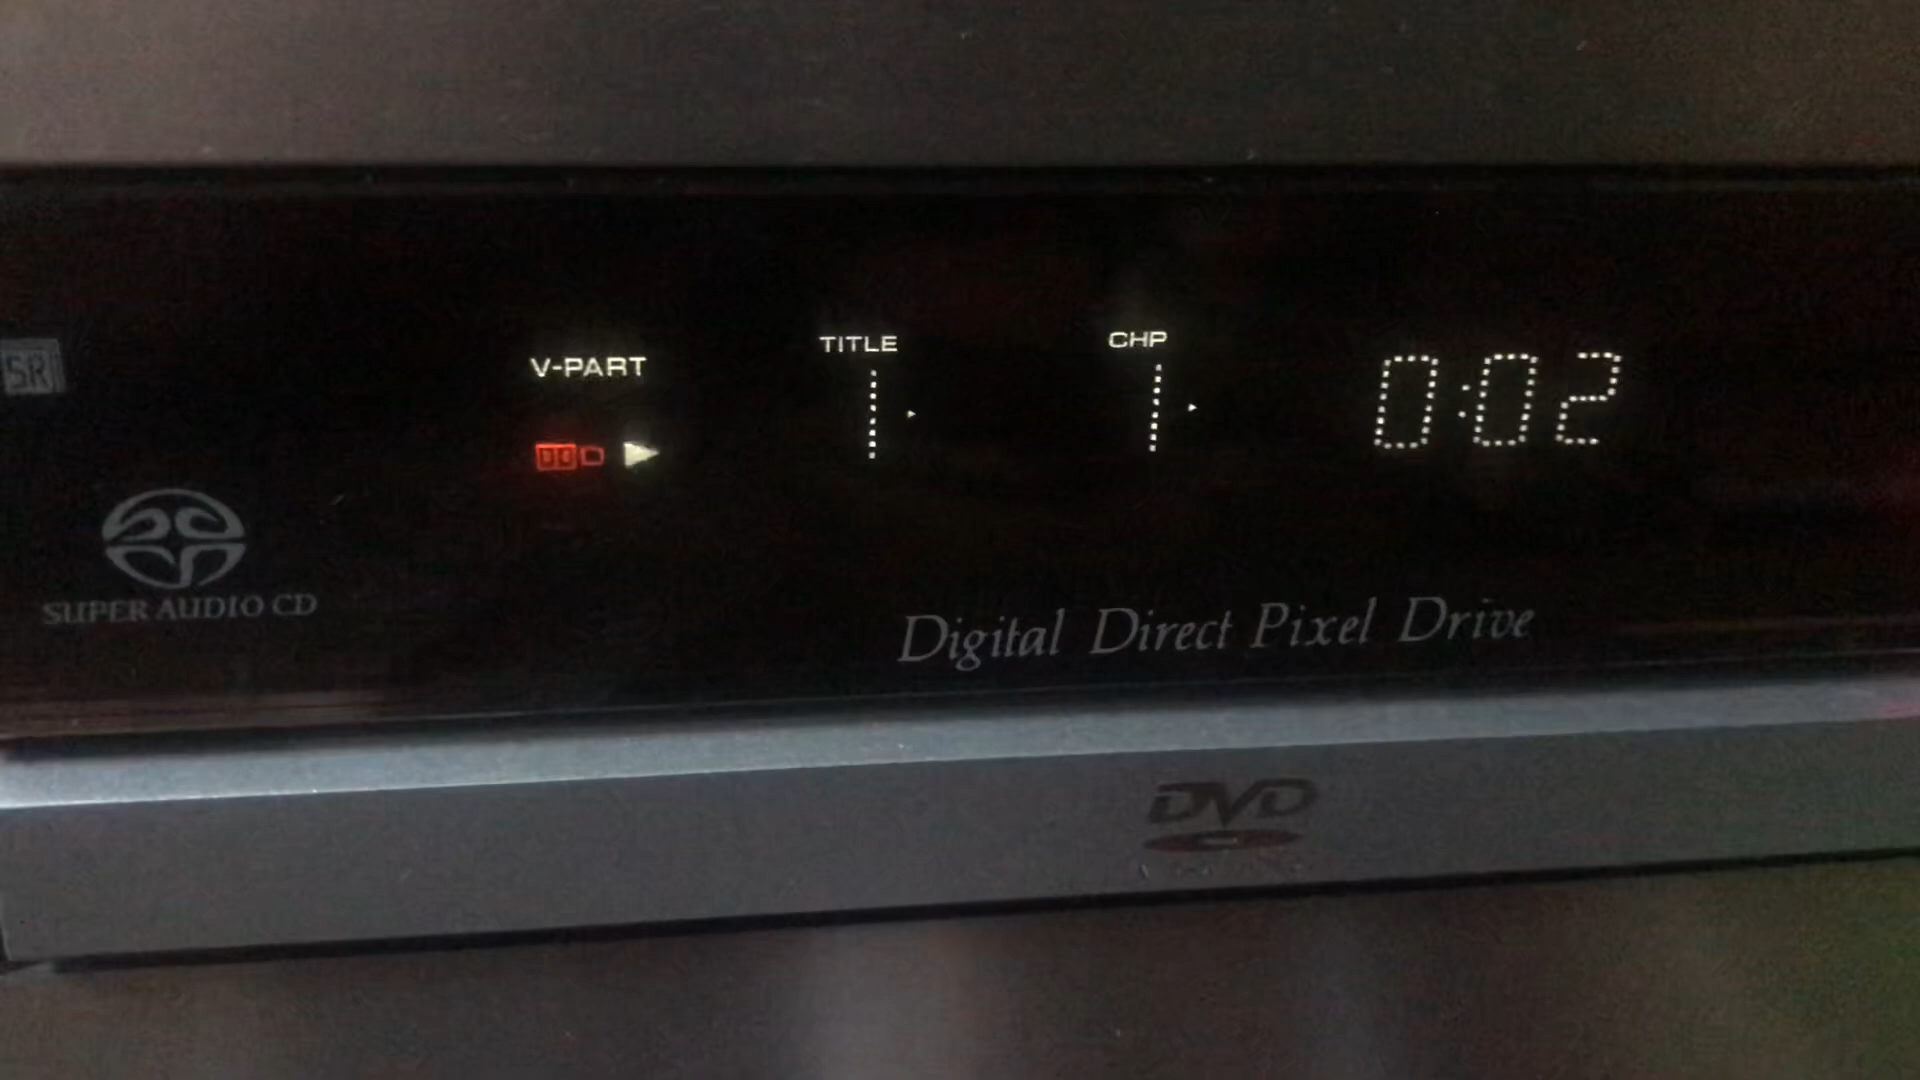 V-PART
TITLE
CHP
1
1
0:02
SR
SUPER AUDIO CD
Digital Direct Pixel Drive
DVD